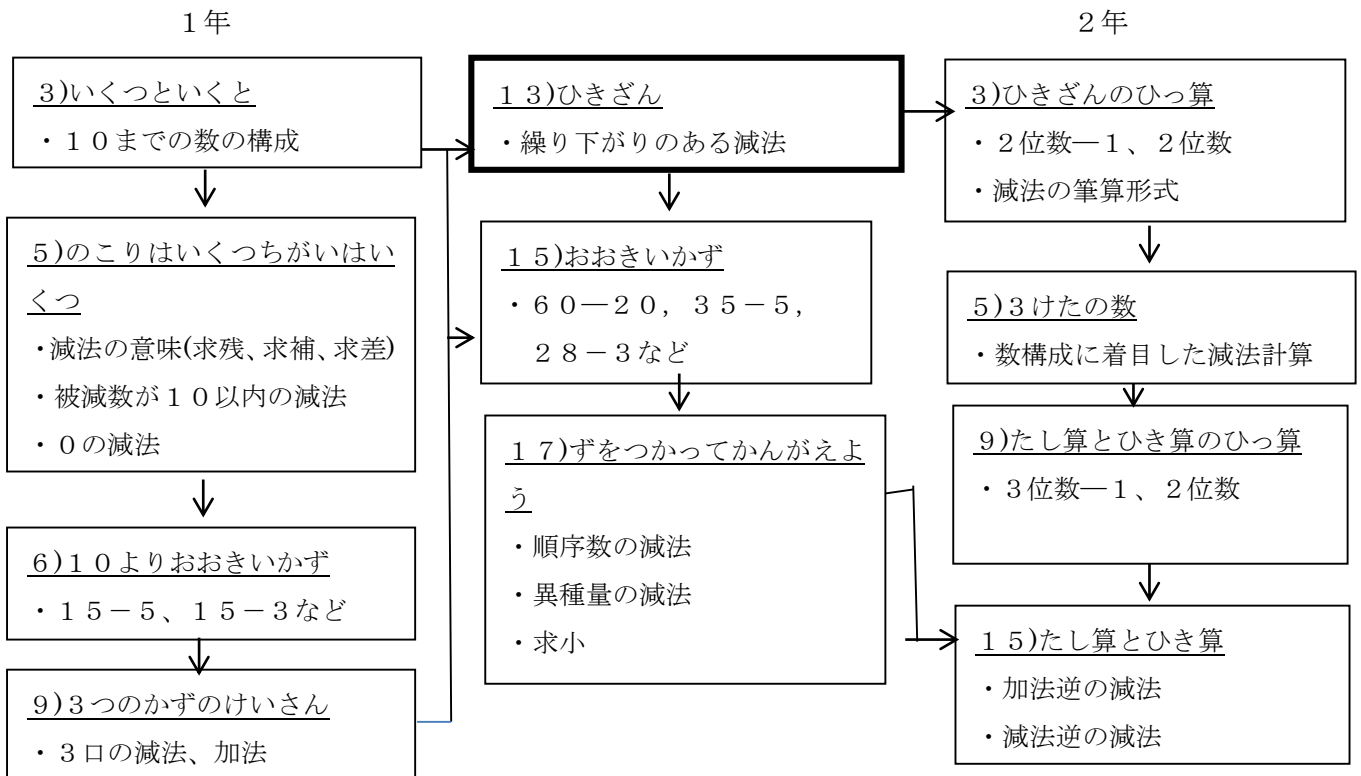 1年
3)いくつといくと
・10までの数の構成
5)のこりはいくつちがいはい
くつ
・減法の意味(求残、求補、求差)
・被減数が10以内の減法
・0の減法
6)10よりおおきいかず
・15-5、15-3など
9)3つのかずのけいさん
・3口の減法、加法
13)ひきざん
・繰り下がりのある減法
15)おおきいかず
・60―20,35-5,
28-3など
17)ずをつかってかんがえよ
う
・順序数の減法
・異種量の減法
・求小
2年
3)ひきざんのひっ算
・2位数―1、2位数
・減法の筆算形式
5)3けたの数
・数構成に着目した減法計算
9)たし算とひき算のひっ算
・3位数―1、2位数
15)たし算とひき算
・加法逆の減法
・減法逆の減法